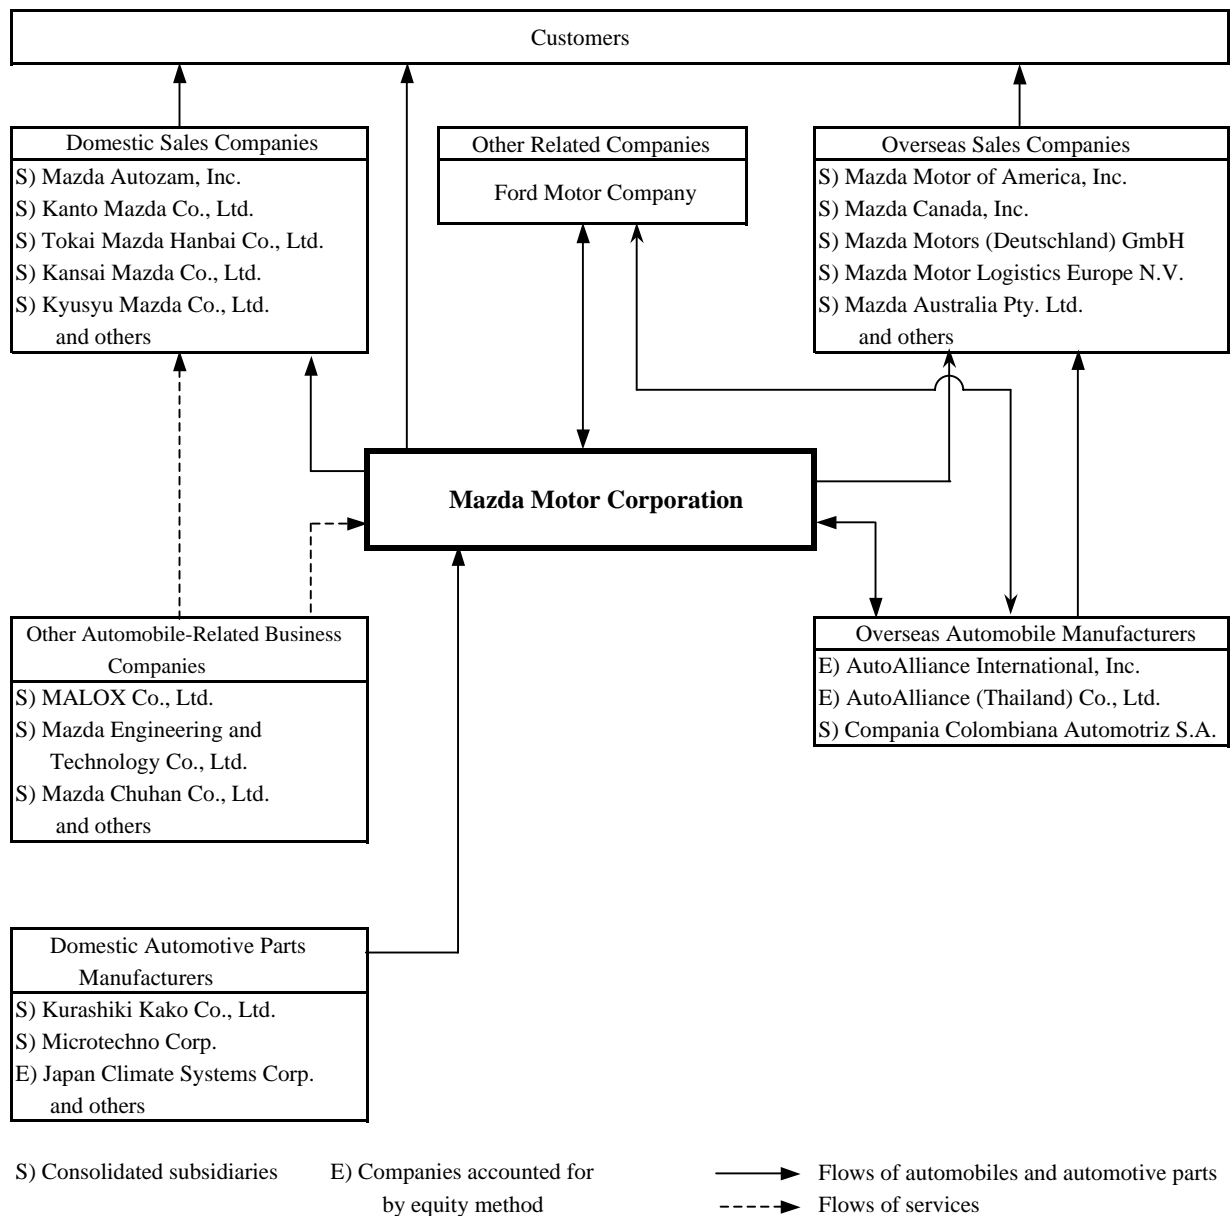 Customers
Domestic Sales Companies
S) Mazda Autozam, Inc.
S) Kanto Mazda Co., Ltd.
S) Tokai Mazda Hanbai Co., Ltd.
S) Kansai Mazda Co., Ltd.
S) Kyusyu Mazda Co., Ltd.
and others
Other Related Companies
Ford Motor Company
Overseas Sales Companies
S) Mazda Motor of America, Inc.
S) Mazda Canada, Inc.
S) Mazda Motors (Deutschland) GmbH
S) Mazda Motor Logistics Europe N.V.
S) Mazda Australia Pty. Ltd.
and others
Mazda Motor Corporation
Other Automobile-Related Business
Companies
S) MALOX Co., Ltd.
S) Mazda Engineering and
Technology Co., Ltd.
S) Mazda Chuhan Co., Ltd.
and others
Overseas Automobile Manufacturers
E) AutoAlliance International, Inc.
E) AutoAlliance (Thailand) Co., Ltd.
S) Compania Colombiana Automotriz S.A.
Domestic Automotive Parts
Manufacturers
S) Kurashiki Kako Co., Ltd.
S) Microtechno Corp.
E) Japan Climate Systems Corp.
and others
S) Consolidated subsidiaries
E) Companies accounted for
by equity method
Flows of automobiles and automotive parts
Flows of services